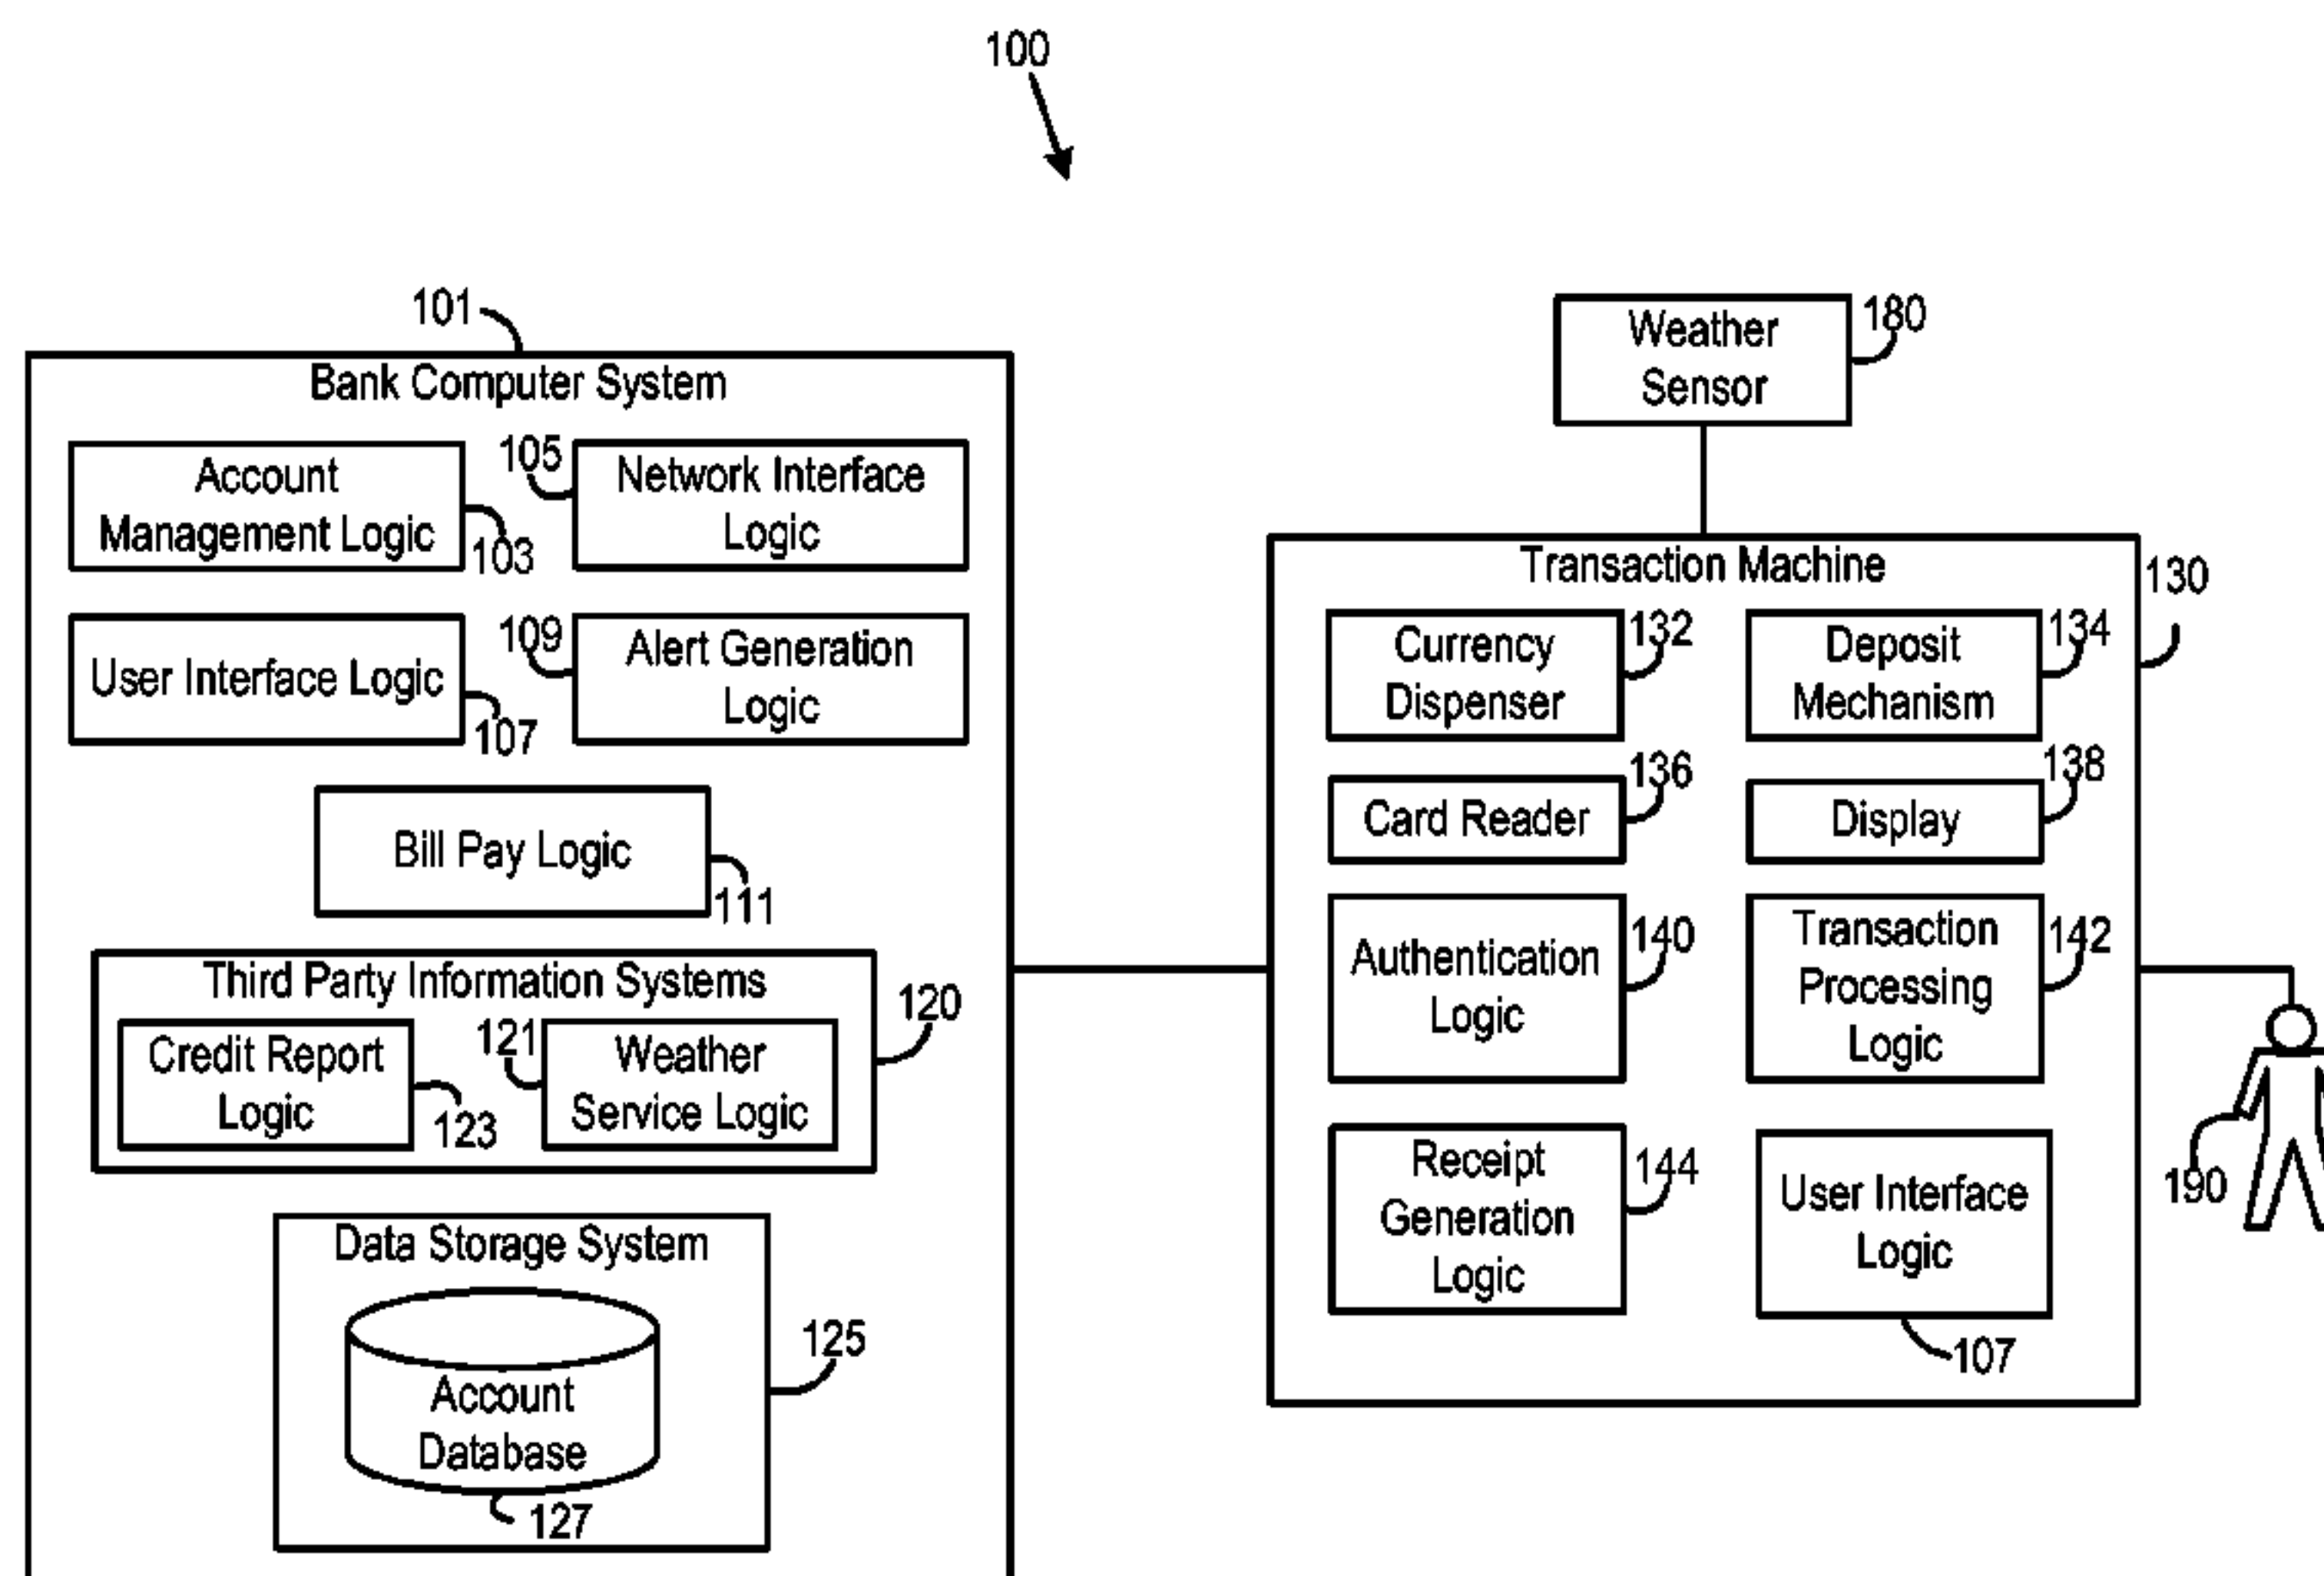 100
101
Bank Computer System
Account
Management Logic
103
105
Network Interface
Logic
User Interface Logic
107
109
Alert Generation
Logic
Bill Pay Logic
111
Third Party Information Systems
120
Credit Report
Logic
123
121
Weather
Service Logic
Data Storage System
125
Account
Database
127
Weather
Sensor
180
Transaction Machine
130
Currency
Dispenser
132
Deposit
Mechanism
134
Card Reader
136
Display
138
Authentication
Logic
140
Transaction
Processing
Logic
142
Receipt
Generation
Logic
144
User Interface
Logic
107
190